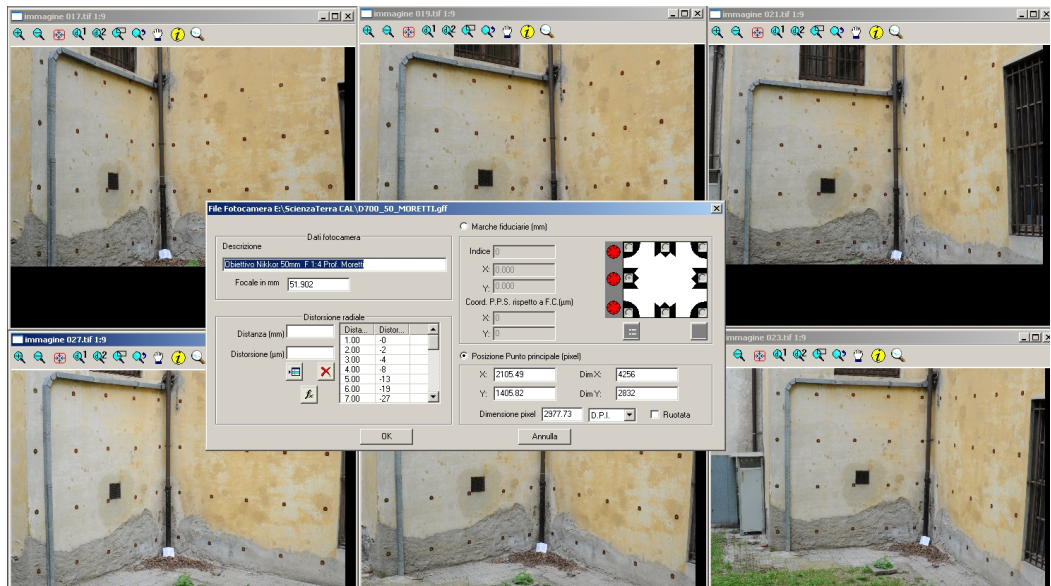 immagine 017.tif 1:9
immagine 019.tif 1:9
immagine 021.tif 1:9
File Fotocamera E:\ScienzaTerra CAL\D700_50_MORETTI.gff
Dati fotocamera
Descrizione
Obiettivo Nikkor 50mm F 1:4 Prof. Moretti
Focale in mm 51.902
Distorsione radiale
Distanza (mm)
Distorsione (µm)
Dista... Distor...
1.00 -0
2.00 -2
3.00 -4
4.00 -8
5.00 -13
6.00 -19
7.00 -27
fx
Marche fiduciarie (mm)
Indice 0
X: 0.000
Y: 0.000
Coord. P.P.S. rispetto a F.C.(µm)
X: 0
Y: 0
Posizione Punto principale (pixel)
X: 2105.49 Dim X: 4256
Y: 1405.82 Dim Y: 2832
Dimensione pixel 2977.73 D.P.I. Ruotata
OK Annulla
immagine 027.tif 1:9
immagine 023.tif 1:9